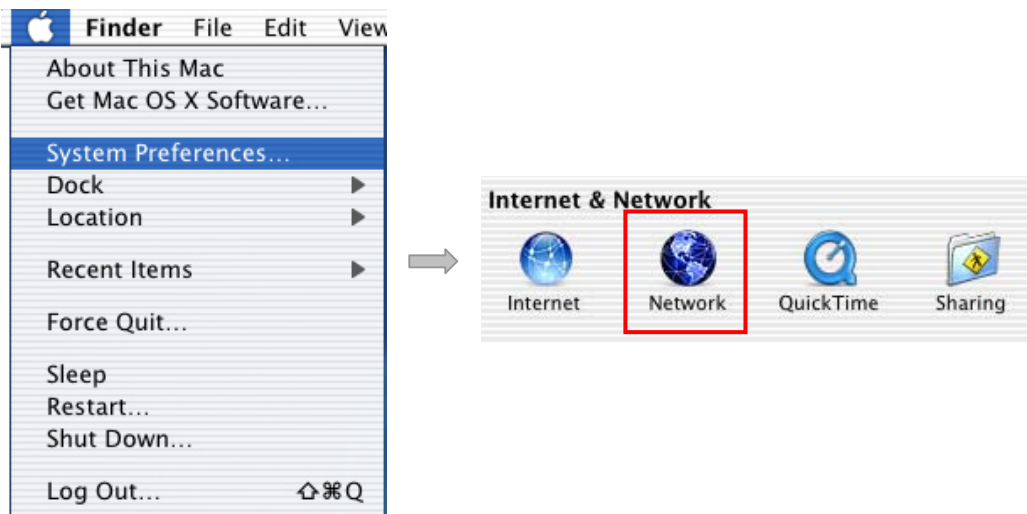 Finder File Edit View
About This Mac
Get Mac OS X Software...
System Preferences...
Dock
Location
Recent Items
Force Quit...
Sleep
Restart...
Shut Down...
Log Out... ⇧⌘Q
Internet & Network
Internet Network QuickTime Sharing